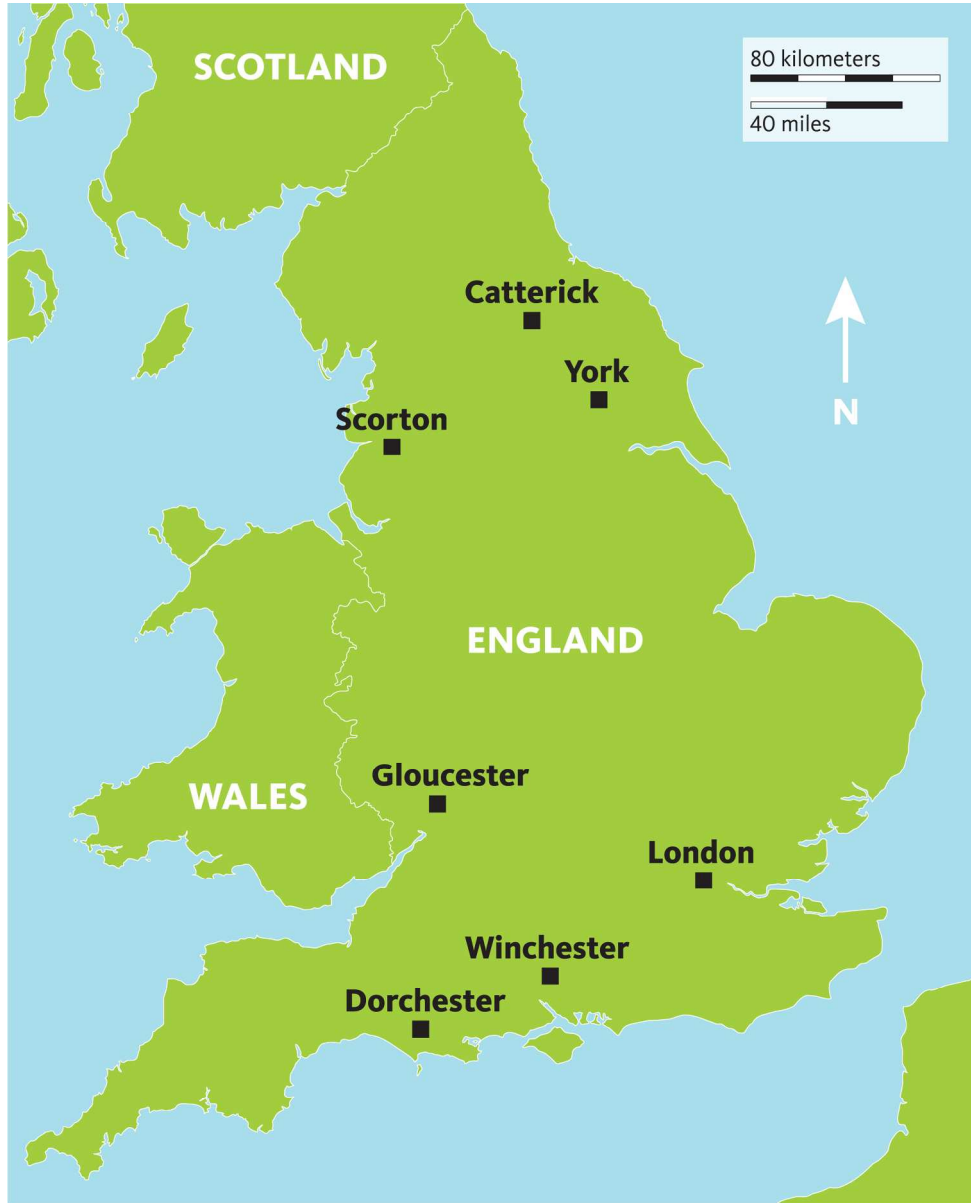 SCOTLAND
80 kilometers
40 miles
Catterick
York
N
Scorton
ENGLAND
Gloucester
WALES
London
Winchester
Dorchester